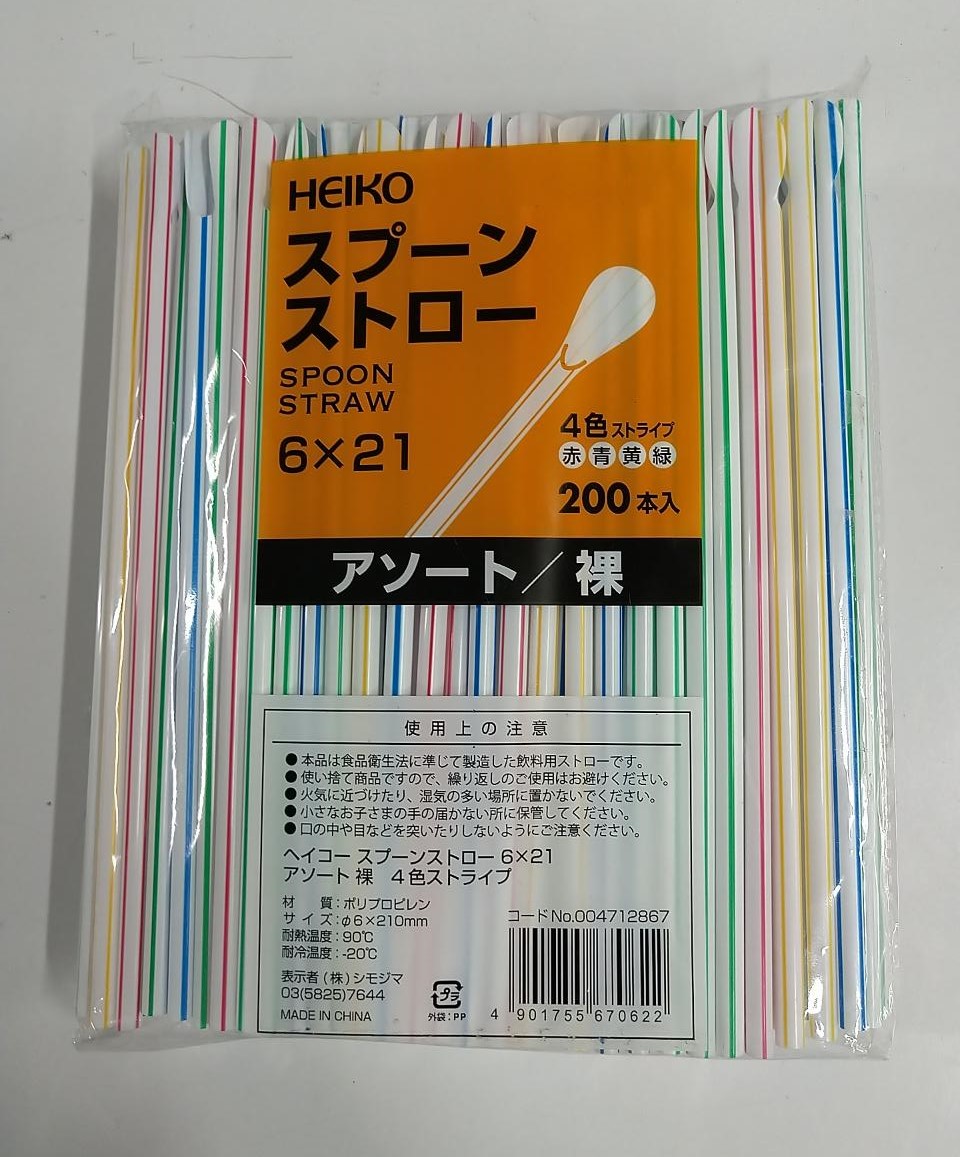 HEIKO
スプーン
ストロー
SPOON
STRAW
6×21
4色ストライプ
赤青黄緑
200本入
アソート/裸
使用上の注意
●本品は食品衛生法に準じて製造した飲料用ストローです。
●使い捨て商品ですので、繰り返しのご使用はお避けください。
●火気に近づけたり、湿気の多い場所に置かないでください。
●小さなお子さまの手の届かない所に保管してください。
●口の中や目などを突いたりしないようにご注意ください。
ヘイコー スプーンストロー 6×21
アソート 裸 4色ストライプ
材 質:ポリプロピレン
サイズ:φ6×210mm
耐熱温度:90℃
耐冷温度:-20℃
表示者(株)シモジマ
03(5825)7644
MADE IN CHINA
プラ
外袋:PP
コードNo.004712867
4 901755 670622